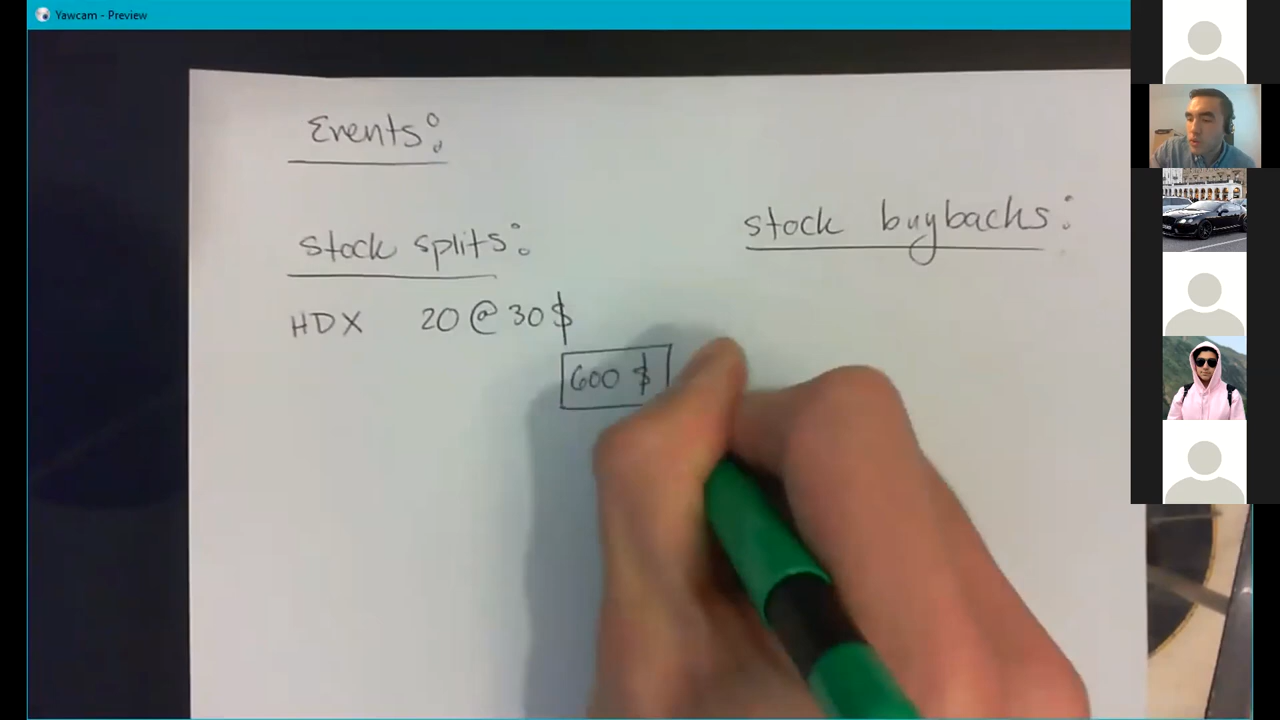 Yawcam - Preview
Events:
stock splits:
HDX 20 @ 30 $
600 $
stock buybacks: